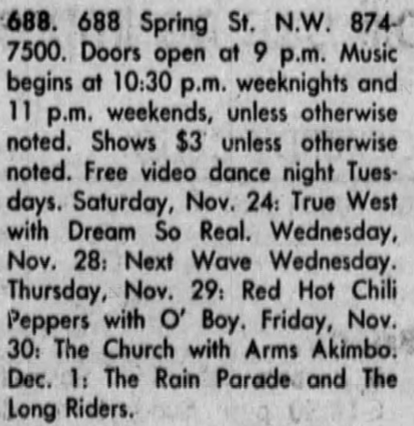 688. 688 Spring St. N.W. 874-
7500. Doors open at 9 p.m. Music
begins at 10:30 p.m. weeknights and
11 p.m. weekends, unless otherwise
noted. Shows $3 unless otherwise
noted. Free video dance night Tues-
days. Saturday, Nov. 24: True West
with Dream So Real. Wednesday,
Nov. 28: Next Wave Wednesday.
Thursday, Nov. 29: Red Hot Chili
Peppers with O' Boy. Friday, Nov.
30: The Church with Arms Akimbo.
Dec. 1: The Rain Parade and The
Long Riders.